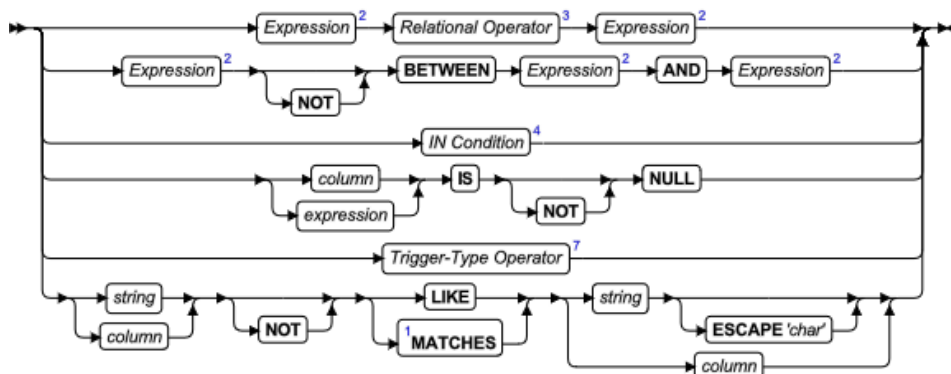 Expression 2 Relational Operator 3 Expression 2
Expression 2 BETWEEN Expression 2 AND Expression 2
NOT
IN Condition 4
column IS NULL
expression NOT
Trigger-Type Operator 7
string LIKE string
column NOT 1 MATCHES ESCAPE 'char'
column